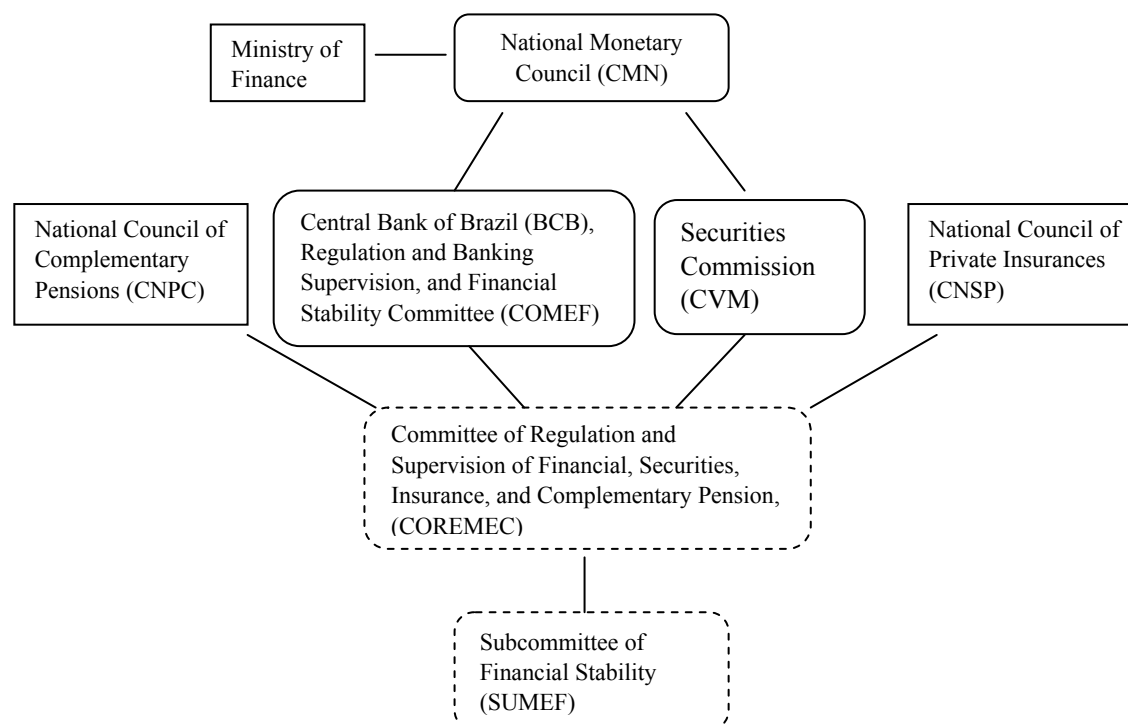 Ministry of
Finance
National Monetary
Council (CMN)
National Council of
Complementary
Pensions (CNPC)
Central Bank of Brazil (BCB),
Regulation and Banking
Supervision, and Financial
Stability Committee (COMEF)
Securities
Commission
(CVM)
National Council of
Private Insurances
(CNSP)
Committee of Regulation and
Supervision of Financial, Securities,
Insurance, and Complementary Pension,
(COREMEC)
Subcommittee of
Financial Stability
(SUMEF)